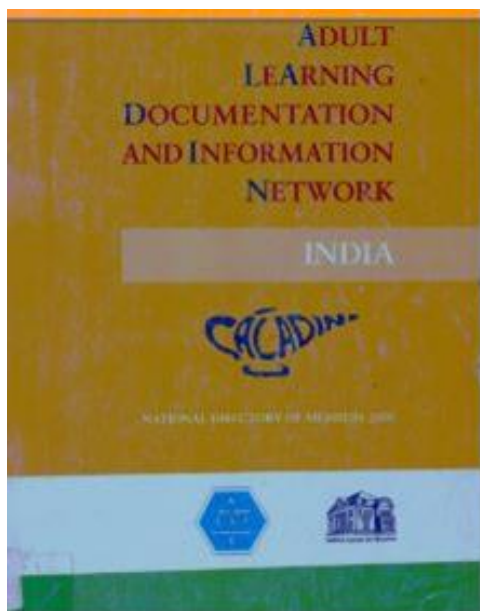 ADULT
LEARNING
DOCUMENTATION
AND INFORMATION
NETWORK
INDIA
NATIONAL DIRECTORY OF MEMBERS